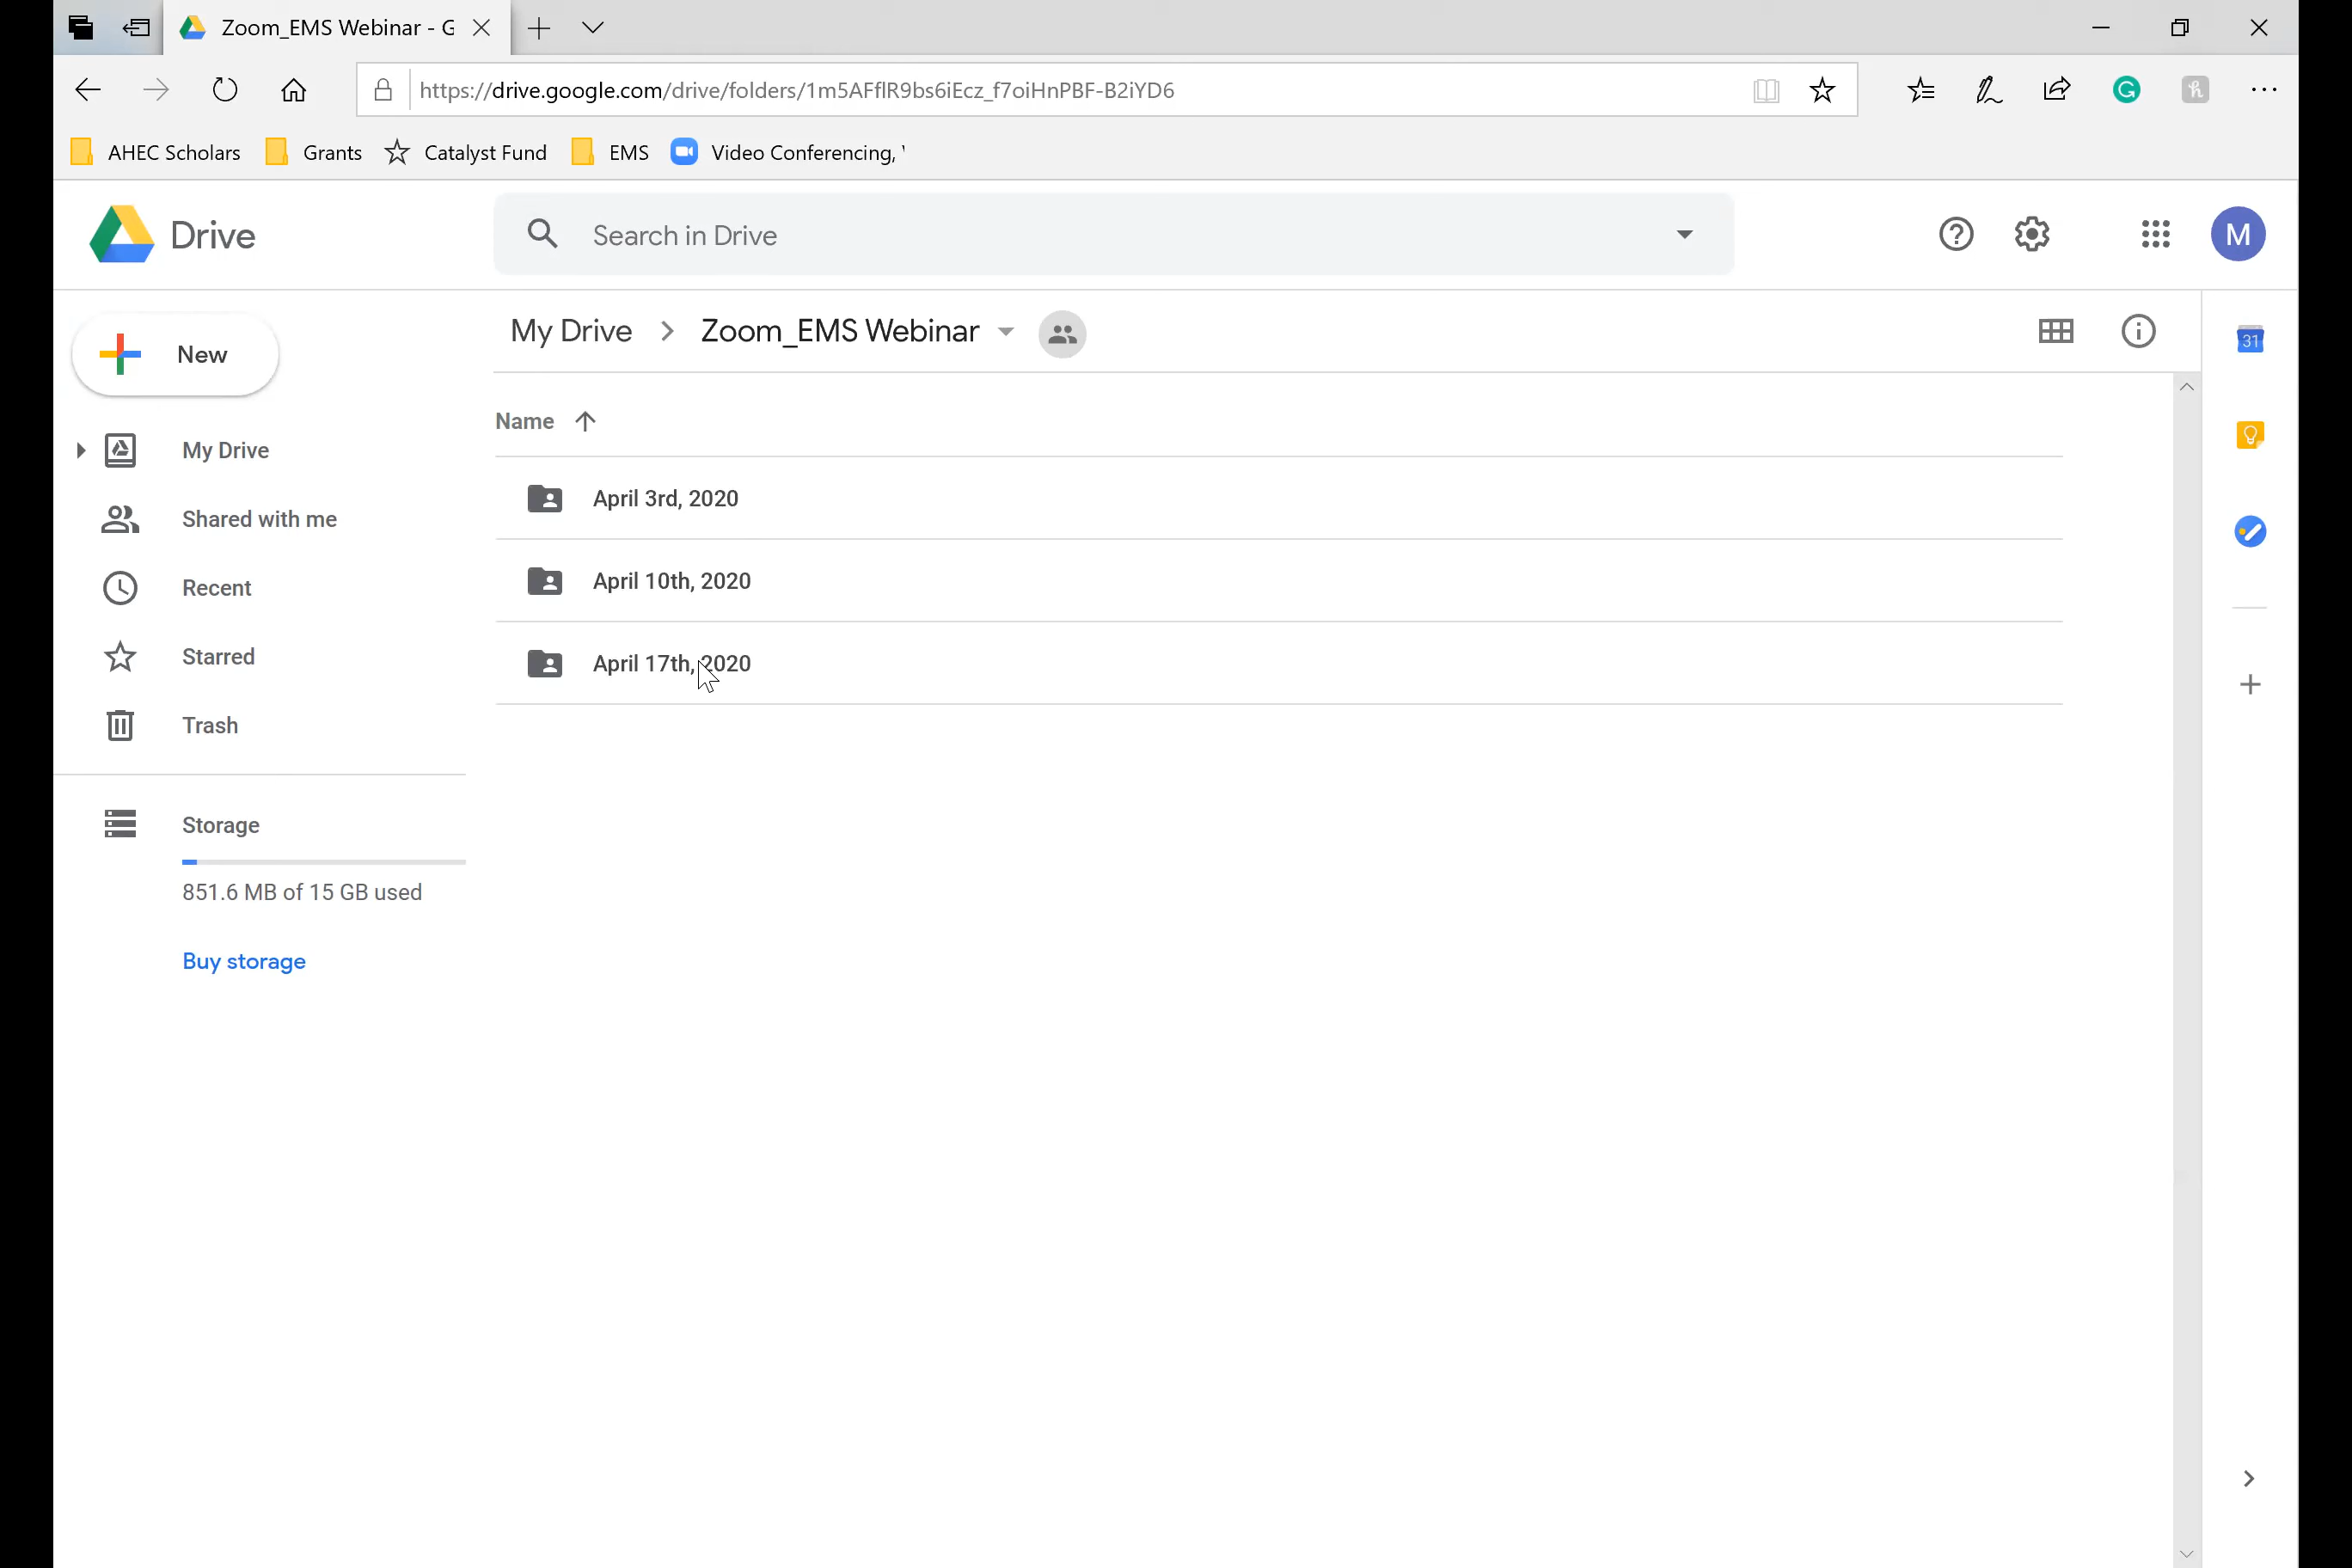 Zoom_EMS Webinar - G
https://drive.google.com/drive/folders/1m5AFflR9bs6iEcz_f7oiHnPBF-B2iYD6
AHEC Scholars Grants Catalyst Fund EMS Video Conferencing,
Drive
Search in Drive
M
New
My Drive
Shared with me
Recent
Starred
Trash
Storage
851.6 MB of 15 GB used
Buy storage
My Drive Zoom_EMS Webinar
Name
April 3rd, 2020
April 10th, 2020
April 17th, 2020
31